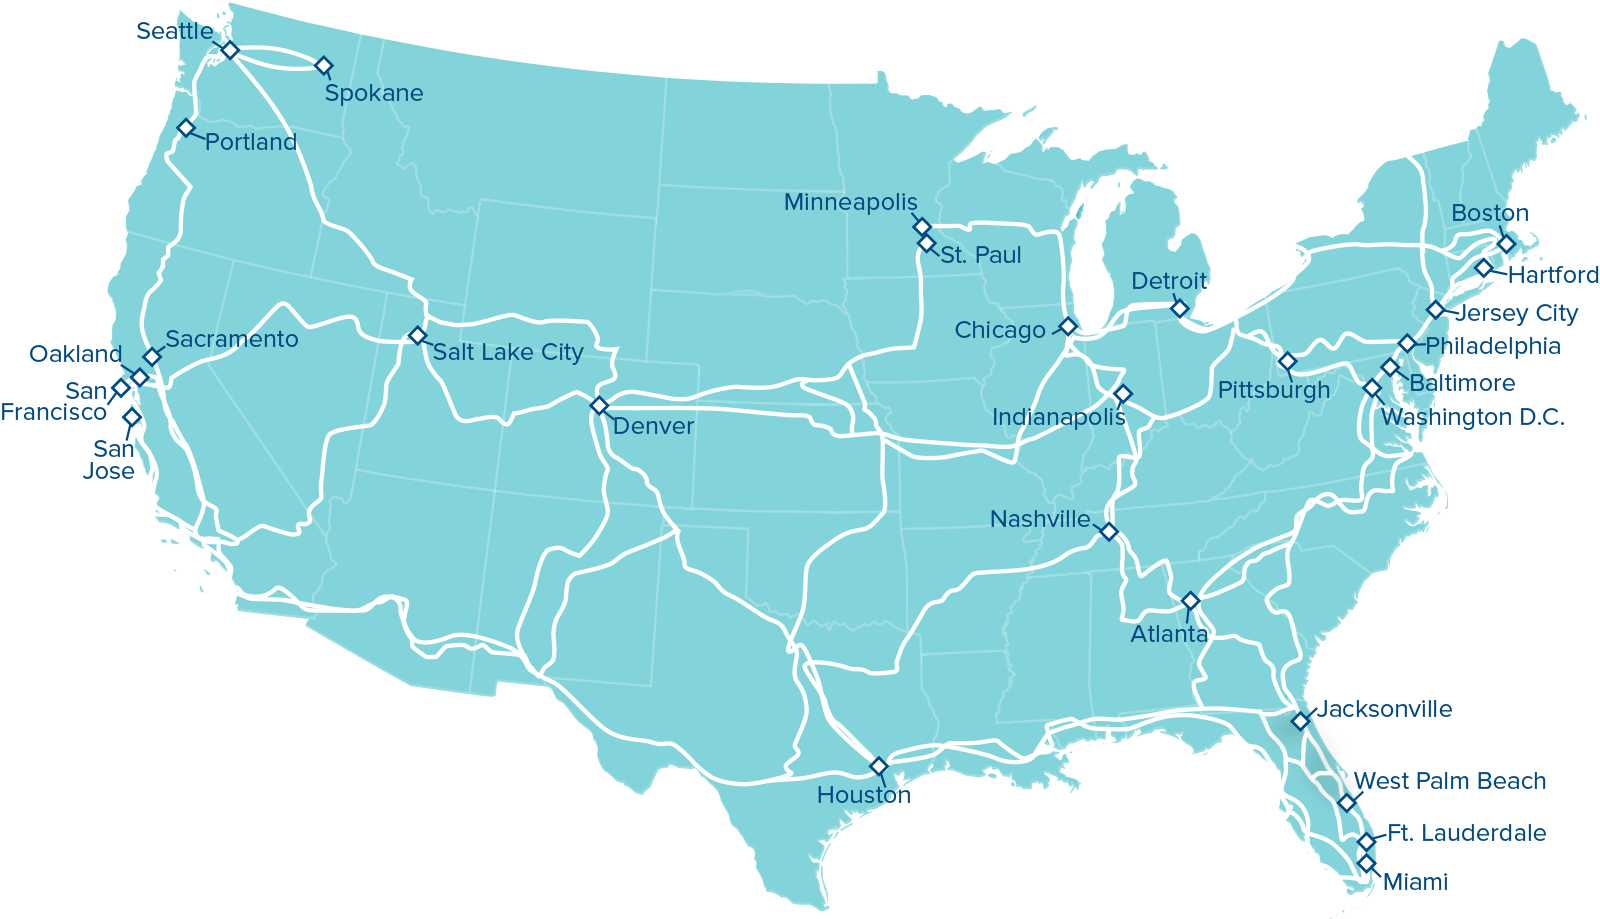 Seattle
Spokane
Portland
Minneapolis
St. Paul
Boston
Hartford
Detroit
Jersey City
Chicago
Sacramento
Oakland
Salt Lake City
Philadelphia
San
Francisco
Pittsburgh
Baltimore
Indianapolis
Washington D.C.
Denver
San
Jose
Nashville
Atlanta
Jacksonville
West Palm Beach
Houston
Ft. Lauderdale
Miami